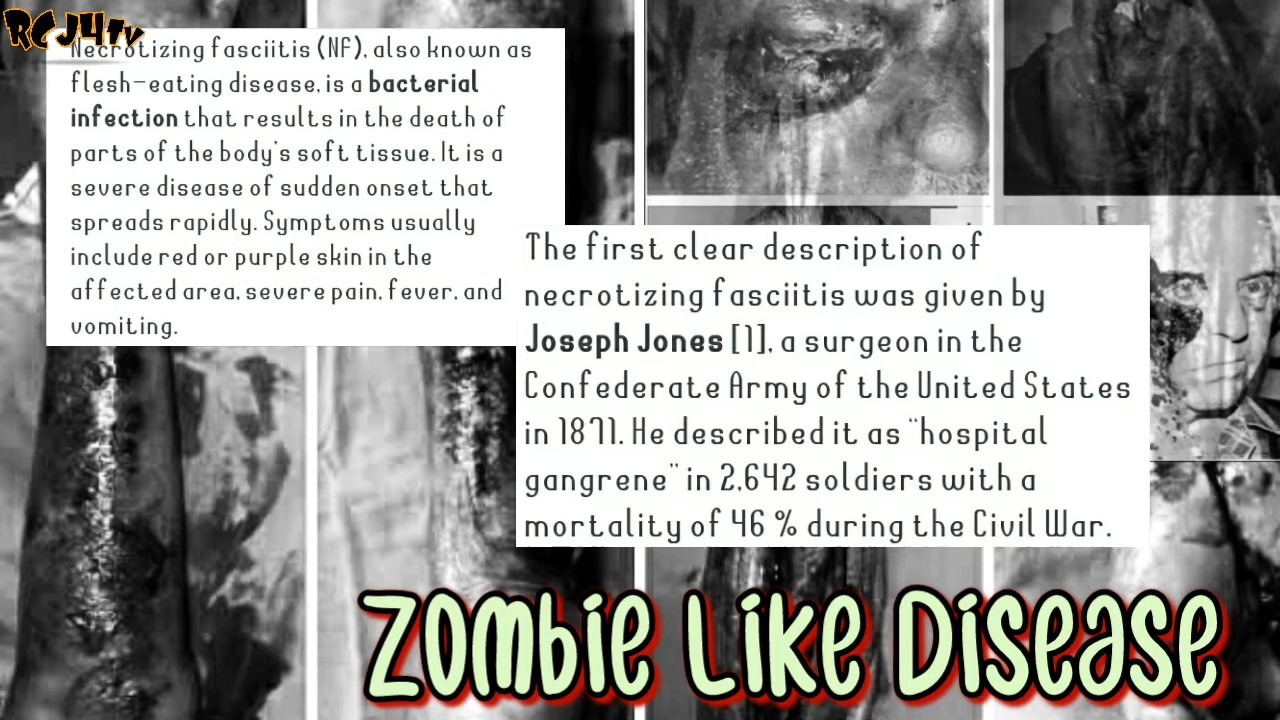 RCJ4TV
Necrotizing fasciitis (NF), also known as
flesh-eating disease, is a bacterial
infection that results in the death of
parts of the body's soft tissue. It is a
severe disease of sudden onset that
spreads rapidly. Symptoms usually
include red or purple skin in the
affected area, severe pain, fever, and
vomiting.
The first clear description of
necrotizing fasciitis was given by
Joseph Jones [1], a surgeon in the
Confederate Army of the United States
in 1871. He described it as "hospital
gangrene" in 2,642 soldiers with a
mortality of 46 % during the Civil War.
Zombie Like Disease